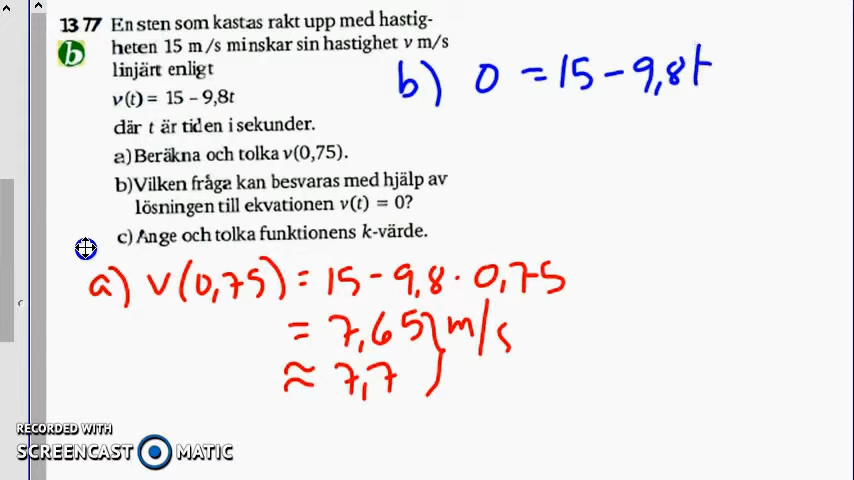 1377 En sten som kastas rakt upp med hastig-
heten 15 m/s minskar sin hastighet v m/s
linjärt enligt
v(t) = 15 – 9,8t
där t är tiden i sekunder.
a) Beräkna och tolka v(0,75).
b) Vilken fråga kan besvaras med hjälp av
lösningen till ekvationen v(t) = 0?
c) Ange och tolka funktionens k-värde.
b
b) 0 = 15 - 9,8t
a) v(0,75) = 15 - 9,8 · 0,75
= 7,65 } m/s
≈ 7,7
RECORDED WITH
SCREENCAST MATIC